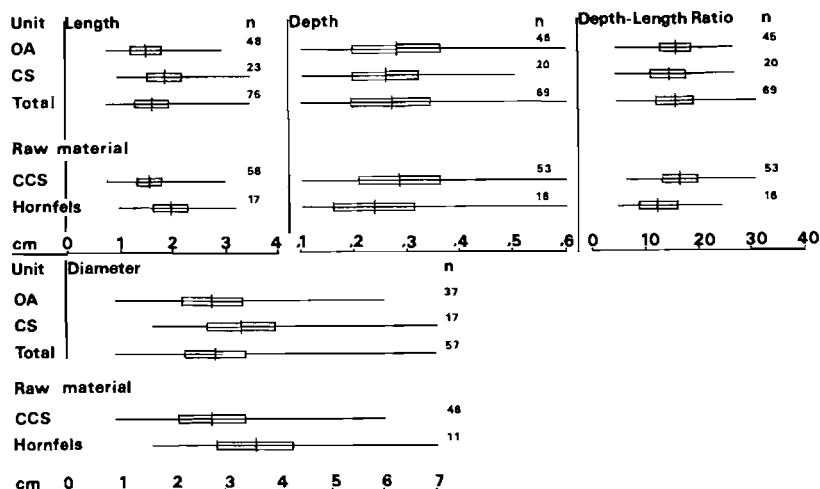 Unit Length n Depth n Depth-Length Ratio n
OA 48 48 45
CS 23 20 20
Total 76 69 69
Raw material
CCS 58 53 53
Hornfels 17 16 16
cm 0 1 2 3 4 .1 .2 .3 .4 .5 .6 0 10 20 30 40
Unit Diameter n
OA 37
CS 17
Total 57
Raw material
CCS 46
Hornfels 11
cm 0 1 2 3 4 5 6 7